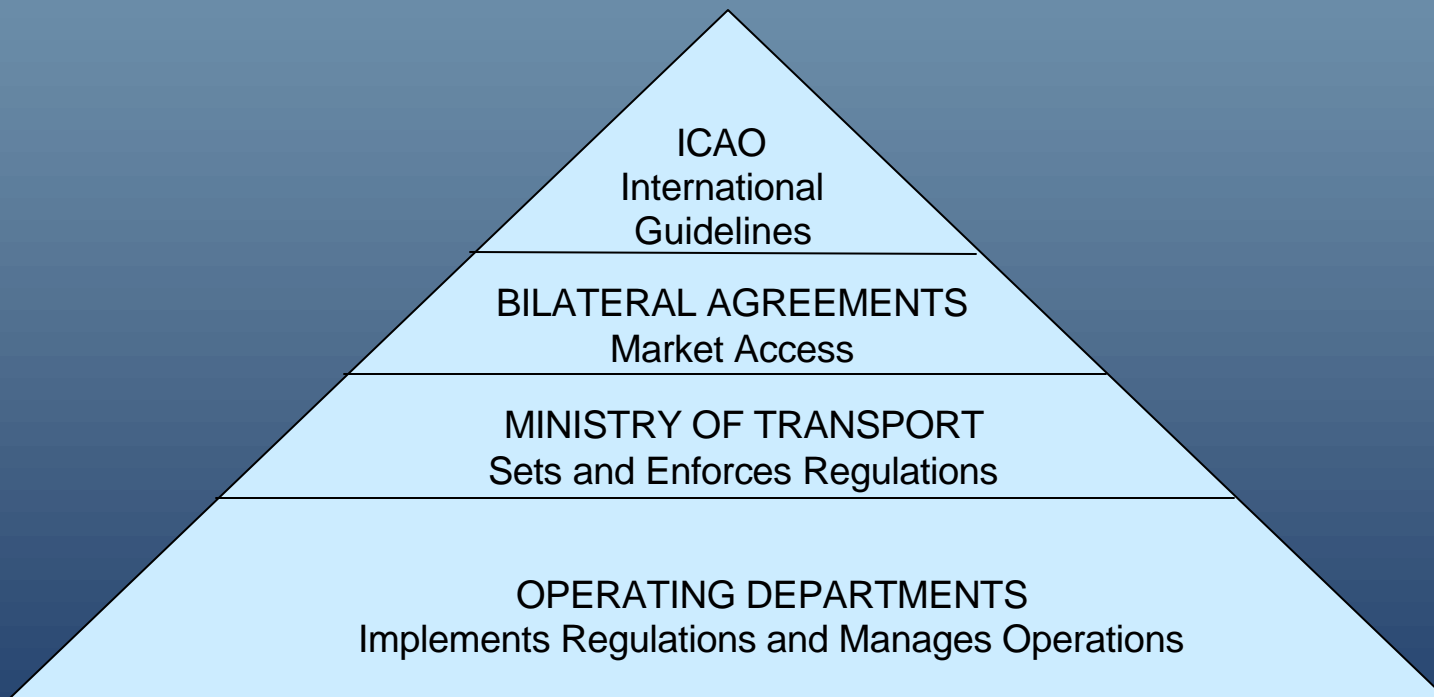 ICAO
International
Guidelines
BILATERAL AGREEMENTS
Market Access
MINISTRY OF TRANSPORT
Sets and Enforces Regulations
OPERATING DEPARTMENTS
Implements Regulations and Manages Operations